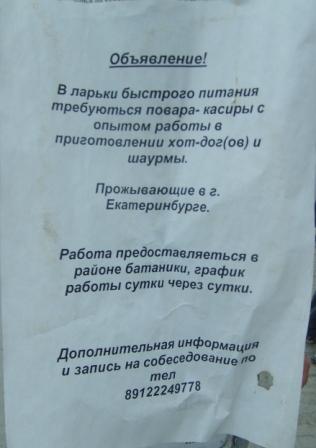 Объявление!
В ларьки быстрого питания
требуються повара- касиры с
опытом работы в
приготовлении хот-дог(ов) и
шаурмы.
Прожывающие в г.
Екатеринбурге.
Работа предоставляеться в
районе батаники, график
работы сутки через сутки.
Дополнительная информация
и запись на собеседование по
тел
89122249778